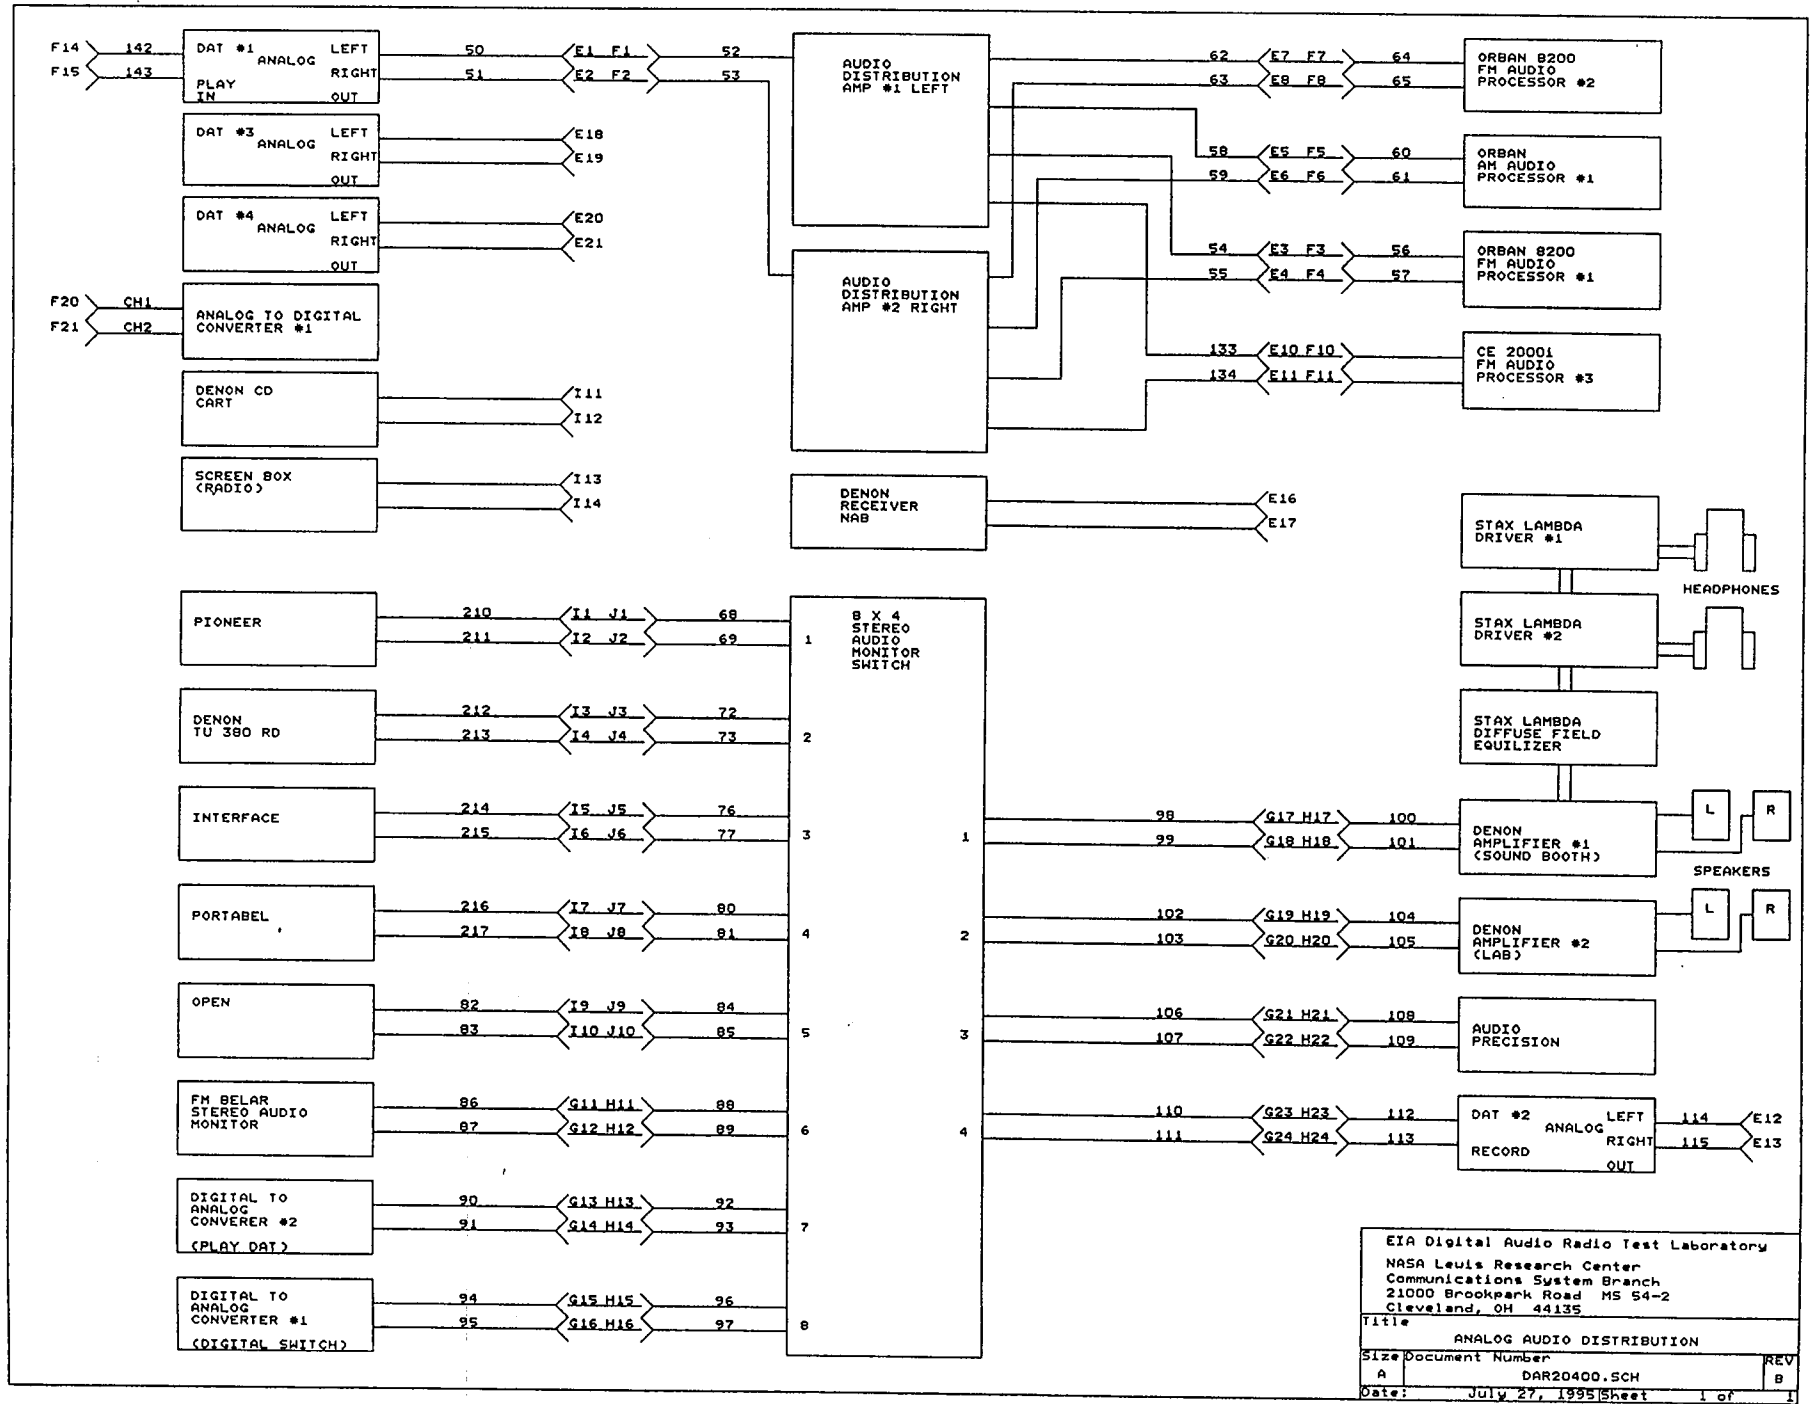 F14 142
F15 143
DAT #1
ANALOG
LEFT
RIGHT
PLAY
IN
OUT
50 E1 F1 52
51 E2 F2 53
DAT #3
ANALOG
LEFT
RIGHT
OUT
E18
E19
DAT #4
ANALOG
LEFT
RIGHT
OUT
E20
E21
F20 CH1
F21 CH2
ANALOG TO DIGITAL
CONVERTER #1
DENON CD
CART
I11
I12
SCREEN BOX
(RADIO)
I13
I14
AUDIO
DISTRIBUTION
AMP #1 LEFT
AUDIO
DISTRIBUTION
AMP #2 RIGHT
DENON
RECEIVER
NAB
E16
E17
62 E7 F7 64
63 E8 F8 65
ORBAN 8200
FM AUDIO
PROCESSOR #2
58 E5 F5 60
59 E6 F6 61
ORBAN
AM AUDIO
PROCESSOR #1
54 E3 F3 56
55 E4 F4 57
ORBAN 8200
FM AUDIO
PROCESSOR #1
133 E10 F10
134 E11 F11
CE 20001
FM AUDIO
PROCESSOR #3
STAX LAMBDA
DRIVER #1
HEADPHONES
STAX LAMBDA
DRIVER #2
STAX LAMBDA
DIFFUSE FIELD
EQUILIZER
PIONEER
210 I1 J1 68
211 I2 J2 69
1
DENON
TU 380 RD
212 I3 J3 72
213 I4 J4 73
2
INTERFACE
214 I5 J5 76
215 I6 J6 77
3
PORTABEL
216 I7 J7 80
217 I8 J8 81
4
OPEN
82 I9 J9 84
83 I10 J10 85
5
FM BELAR
STEREO AUDIO
MONITOR
86 G11 H11 88
87 G12 H12 89
6
DIGITAL TO
ANALOG
CONVERER #2
(PLAY DAT)
90 G13 H13 92
91 G14 H14 93
7
DIGITAL TO
ANALOG
CONVERTER #1
(DIGITAL SWITCH)
94 G15 H15 96
95 G16 H16 97
8
8 X 4
STEREO
AUDIO
MONITOR
SWITCH
1
98 G17 H17 100
99 G18 H18 101
DENON
AMPLIFIER #1
(SOUND BOOTH)
L R
SPEAKERS
2
102 G19 H19 104
103 G20 H20 105
DENON
AMPLIFIER #2
(LAB)
L R
3
106 G21 H21 108
107 G22 H22 109
AUDIO
PRECISION
4
110 G23 H23 112
111 G24 H24 113
DAT #2
ANALOG
LEFT
RIGHT
RECORD
OUT
114 E12
115 E13
EIA Digital Audio Radio Test Laboratory
NASA Lewis Research Center
Communications System Branch
21000 Brookpark Road MS 54-2
Cleveland, OH 44135
Title
ANALOG AUDIO DISTRIBUTION
Size Document Number REV
A DAR20400.SCH B
Date: July 27, 1995 Sheet 1 of 1